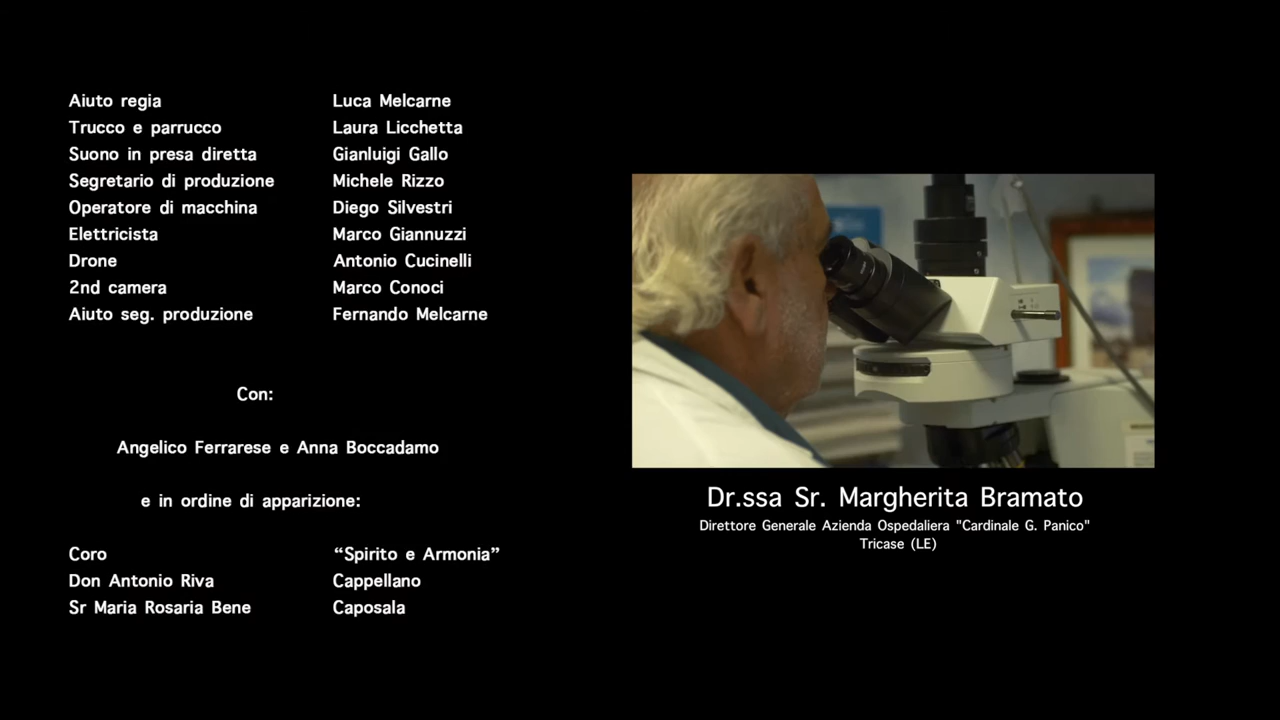 Aiuto regia Luca Melcarne
Trucco e parrucco Laura Licchetta
Suono in presa diretta Gianluigi Gallo
Segretario di produzione Michele Rizzo
Operatore di macchina Diego Silvestri
Elettricista Marco Giannuzzi
Drone Antonio Cucinelli
2nd camera Marco Conoci
Aiuto seg. produzione Fernando Melcarne
Con:
Angelico Ferrarese e Anna Boccadamo
e in ordine di apparizione:
Coro “Spirito e Armonia”
Don Antonio Riva Cappellano
Sr Maria Rosaria Bene Caposala
Dr.ssa Sr. Margherita Bramato
Direttore Generale Azienda Ospedaliera "Cardinale G. Panico"
Tricase (LE)